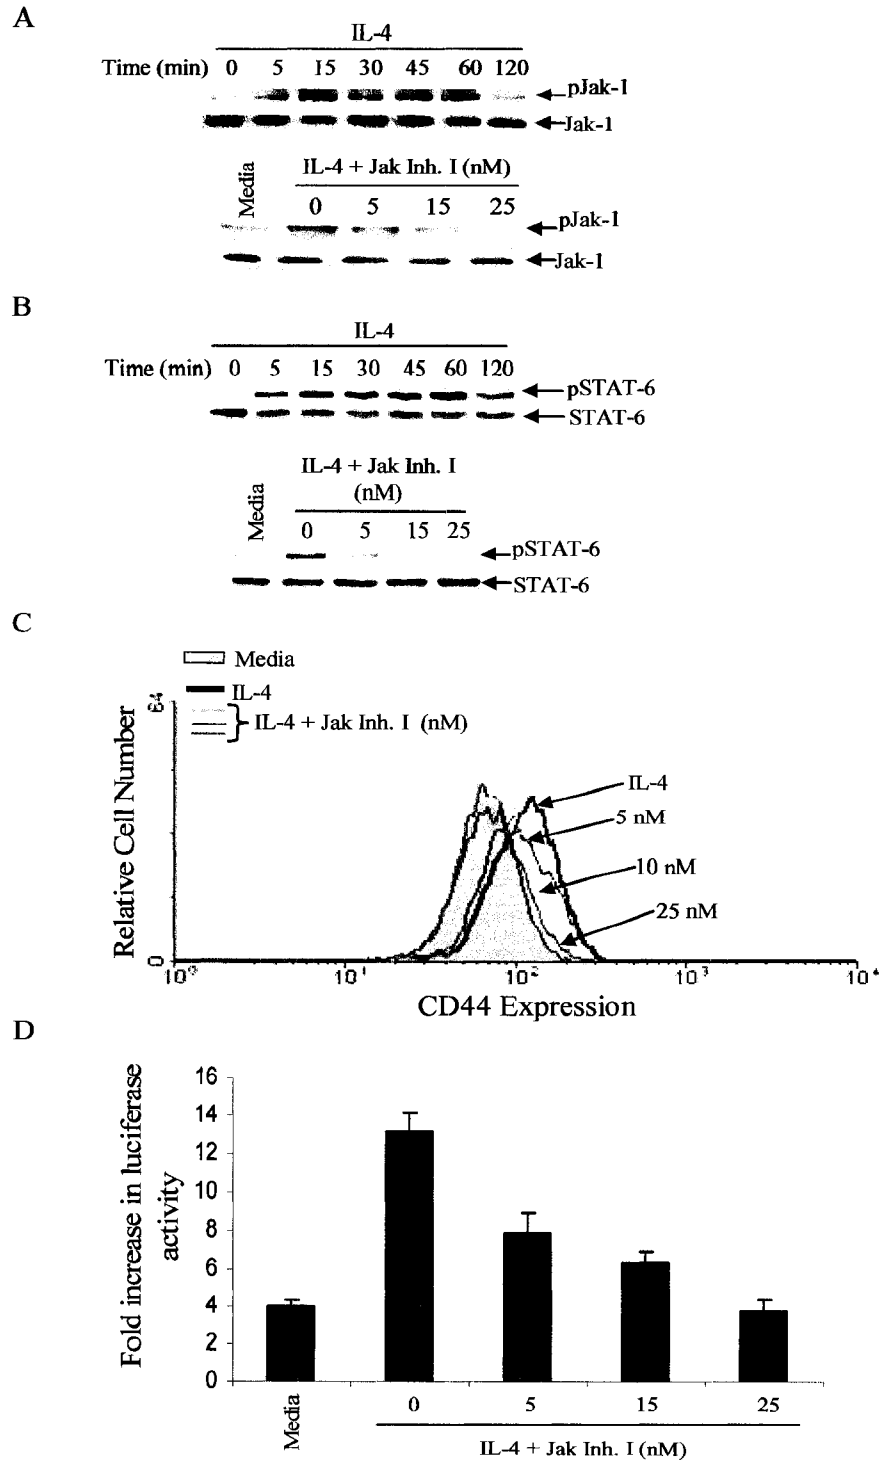 A
IL-4
Time (min) 0 5 15 30 45 60 120
pJak-1
Jak-1
Media
IL-4 + Jak Inh. I (nM)
0 5 15 25
pJak-1
Jak-1
B
IL-4
Time (min) 0 5 15 30 45 60 120
pSTAT-6
STAT-6
Media
IL-4 + Jak Inh. I
(nM)
0 5 15 25
pSTAT-6
STAT-6
C
Media
IL-4
IL-4 + Jak Inh. I (nM)
Relative Cell Number
64
0
IL-4
5 nM
10 nM
25 nM
10⁰ 10¹ 10² 10³ 10⁴
CD44 Expression
D
Fold increase in luciferase
activity
16
14
12
10
8
6
4
2
0
Media 0 5 15 25
IL-4 + Jak Inh. I (nM)